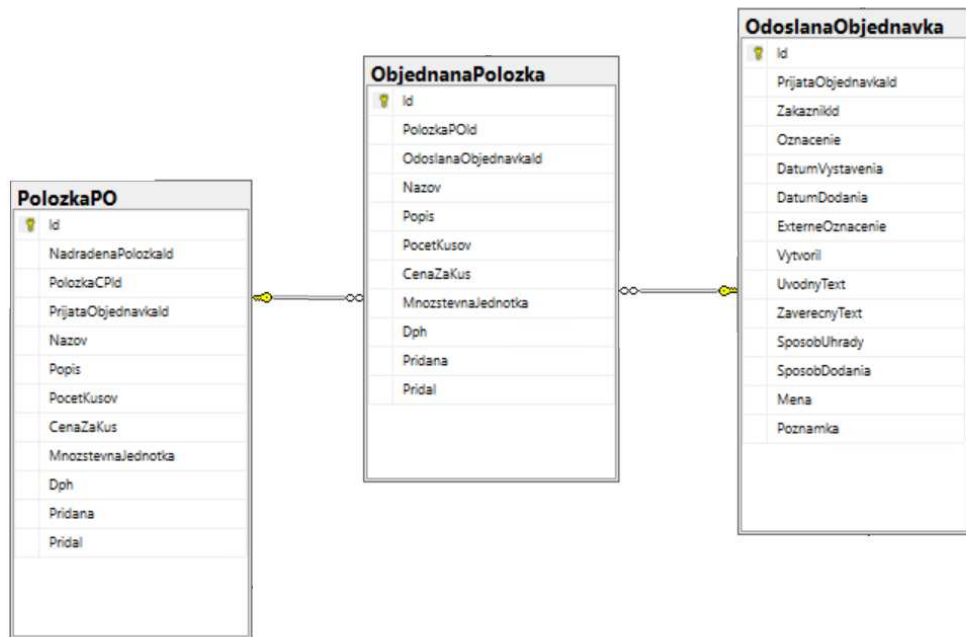 PolozkaPO
Id
NadradenaPolozkaId
PolozkaCPId
PrijataObjednavkaId
Nazov
Popis
PocetKusov
CenaZaKus
MnozstevnaJednotka
Dph
Pridana
Pridal
ObjednanaPolozka
Id
PolozkaPOId
OdoslanaObjednavkaId
Nazov
Popis
PocetKusov
CenaZaKus
MnozstevnaJednotka
Dph
Pridana
Pridal
OdoslanaObjednavka
Id
PrijataObjednavkaId
ZakaznikId
Oznacenie
DatumVystavenia
DatumDodania
ExterneOznacenie
Vytvoril
UvodnyText
ZaverecnyText
SposobUhrady
SposobDodania
Mena
Poznamka